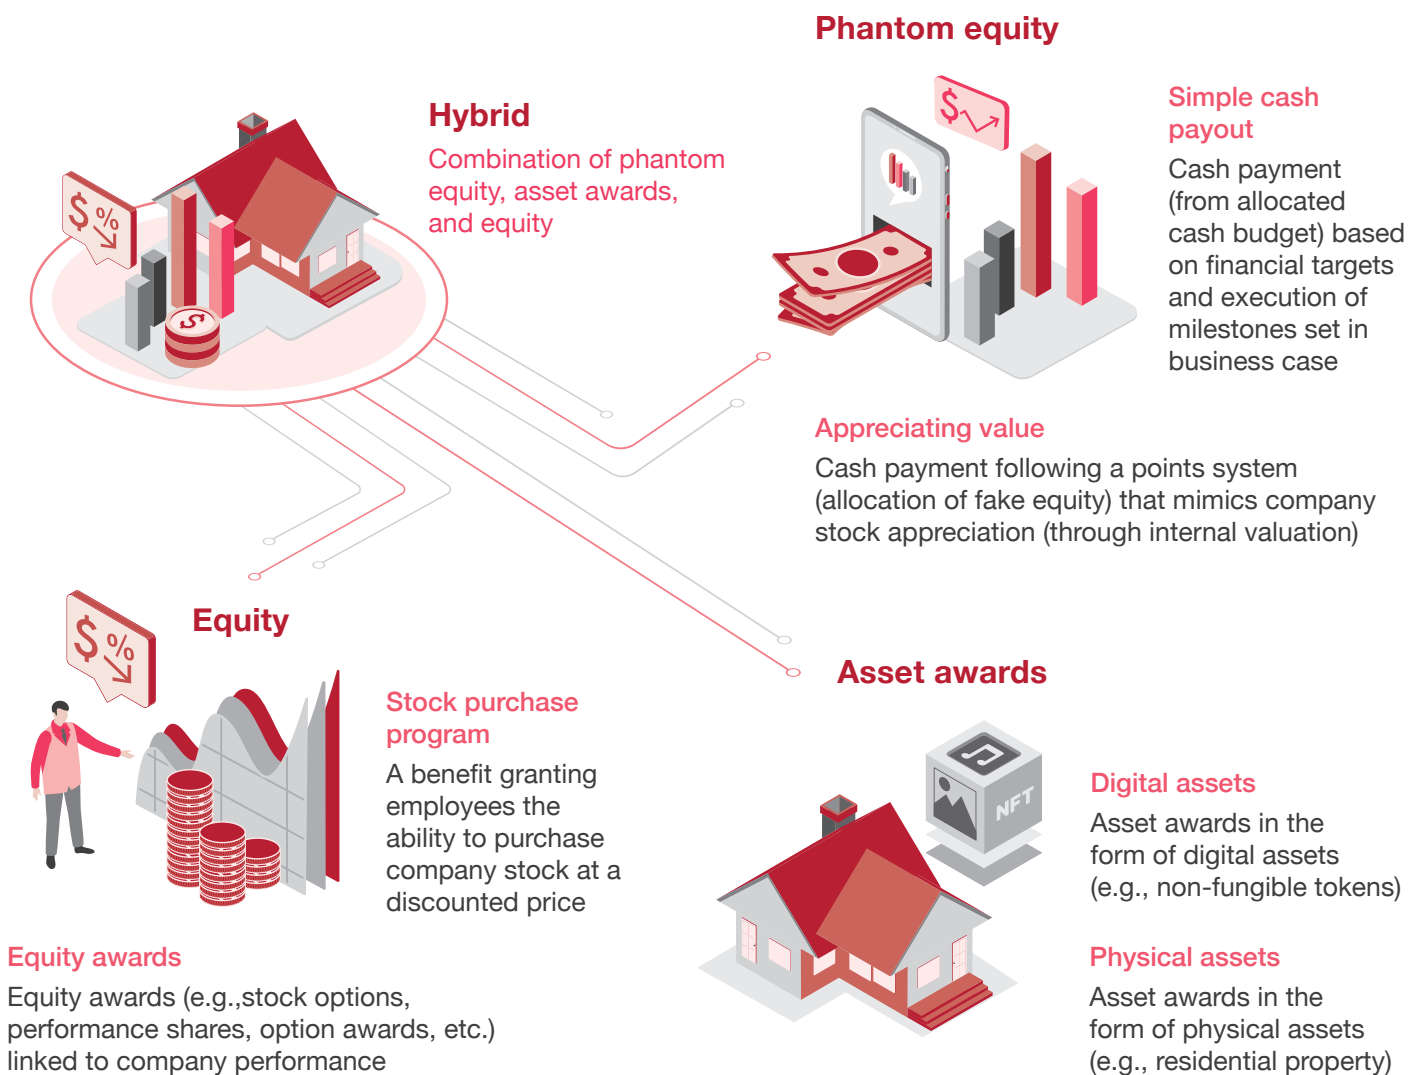 Phantom equity
Hybrid
Combination of phantom
equity, asset awards,
and equity
$ %
$
$
Simple cash
payout
Cash payment
(from allocated
cash budget) based
on financial targets
and execution of
milestones set in
business case
Appreciating value
Cash payment following a points system
(allocation of fake equity) that mimics company
stock appreciation (through internal valuation)
Equity
$ %
Stock purchase
program
A benefit granting
employees the
ability to purchase
company stock at a
discounted price
Equity awards
Equity awards (e.g.,stock options,
performance shares, option awards, etc.)
linked to company performance
Asset awards
NFT
Digital assets
Asset awards in the
form of digital assets
(e.g., non-fungible tokens)
Physical assets
Asset awards in the
form of physical assets
(e.g., residential property)